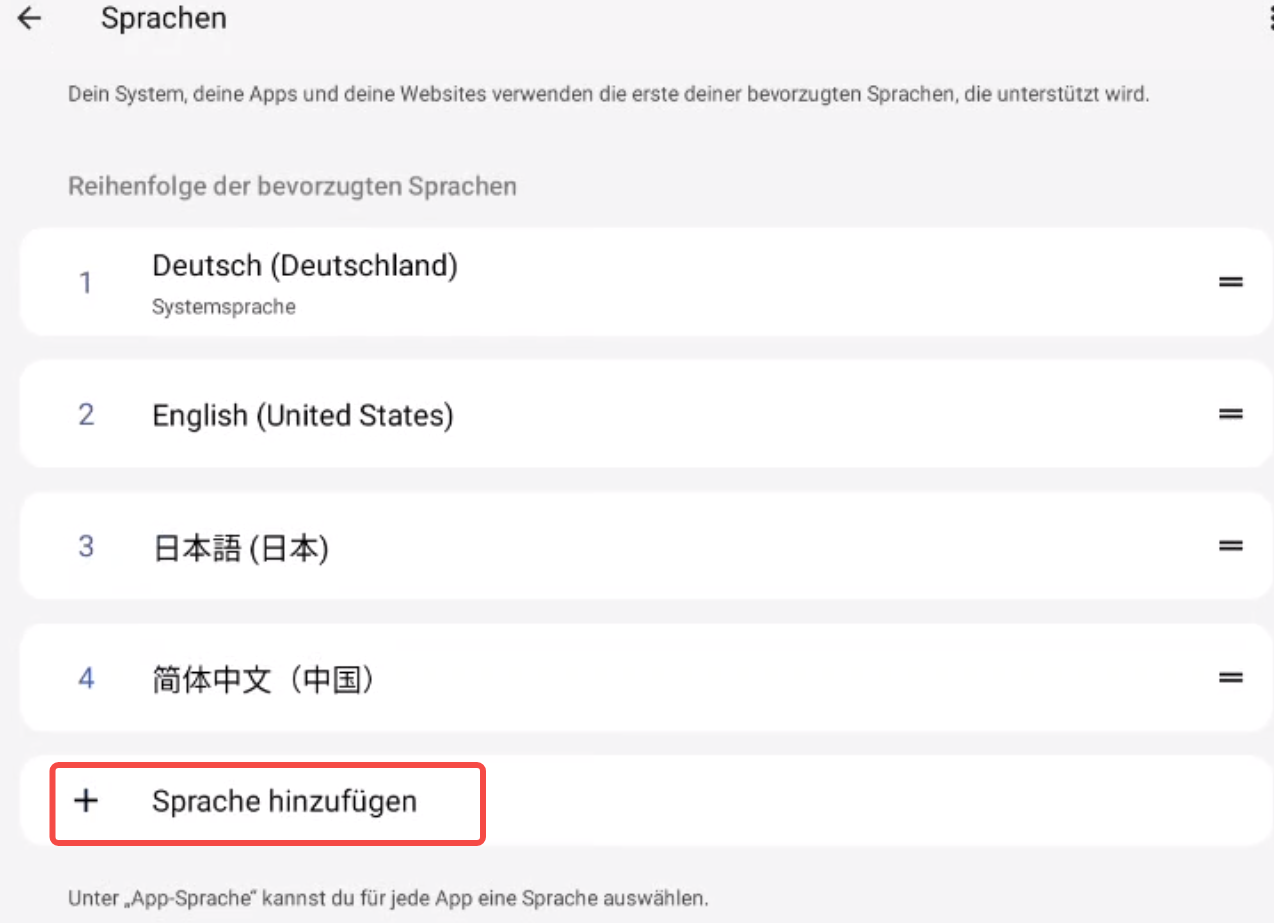 Sprachen
Dein System, deine Apps und deine Websites verwenden die erste deiner bevorzugten Sprachen, die unterstützt wird.
Reihenfolge der bevorzugten Sprachen
1
Deutsch (Deutschland)
Systemsprache
2
English (United States)
3
日本語 (日本)
4
简体中文（中国）
Sprache hinzufügen
Unter „App-Sprache“ kannst du für jede App eine Sprache auswählen.